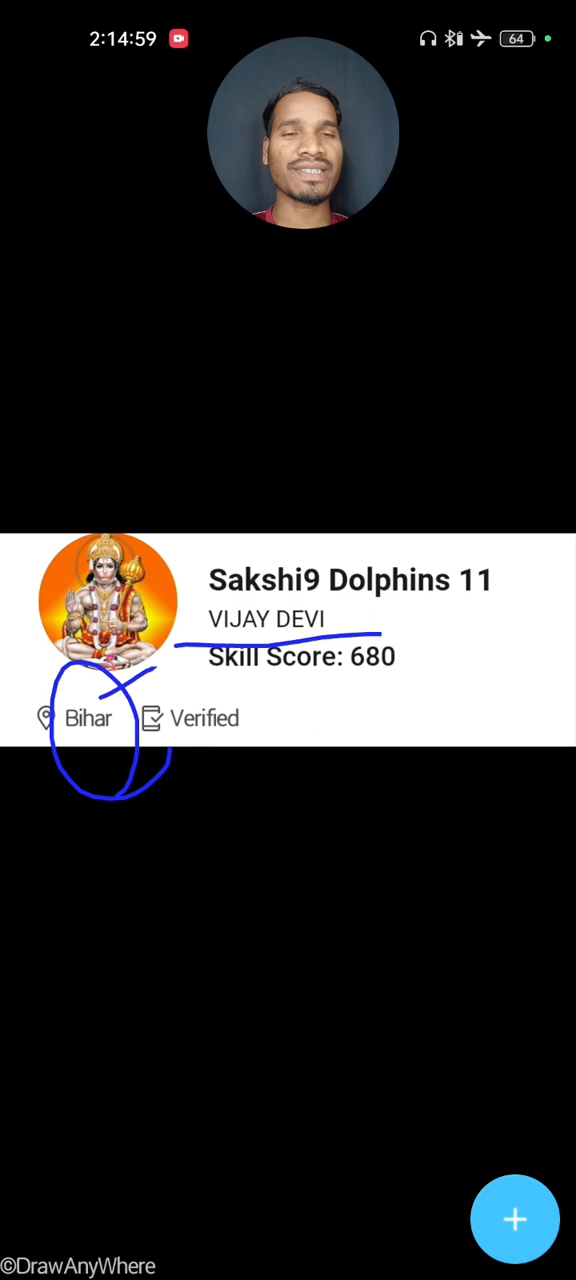 2:14:59
64
Sakshi9 Dolphins 11
VIJAY DEVI
Skill Score: 680
Bihar
Verified
©DrawAnyWhere